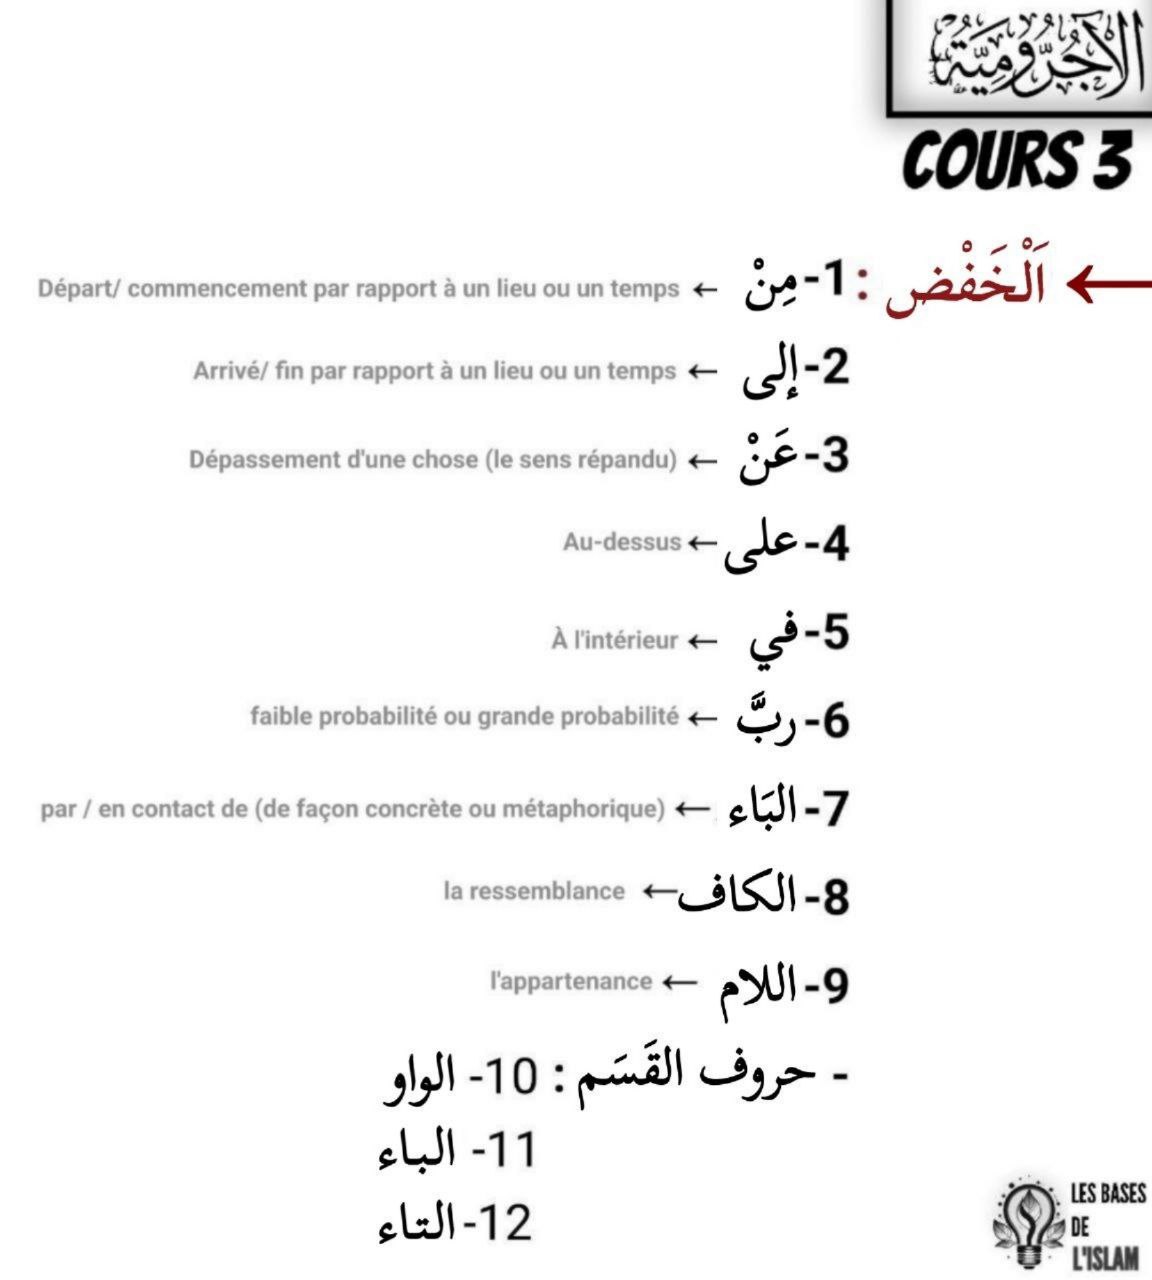 الآجُرُّومِيَّةُ
COURS 3
← اَلْخَفْض : 1- مِنْ ← Départ/ commencement par rapport à un lieu ou un temps
2- إلى ← Arrivé/ fin par rapport à un lieu ou un temps
3- عَنْ ← Dépassement d'une chose (le sens répandu)
4- على ← Au-dessus
5- في ← À l'intérieur
6- ربَّ ← faible probabilité ou grande probabilité
7- البَاء ← par / en contact de (de façon concrète ou métaphorique)
8- الكاف ← la ressemblance
9- اللام ← l'appartenance
- حروف القَسَم : 10- الواو
11- الباء
12- التاء
LES BASES
DE
L'ISLAM